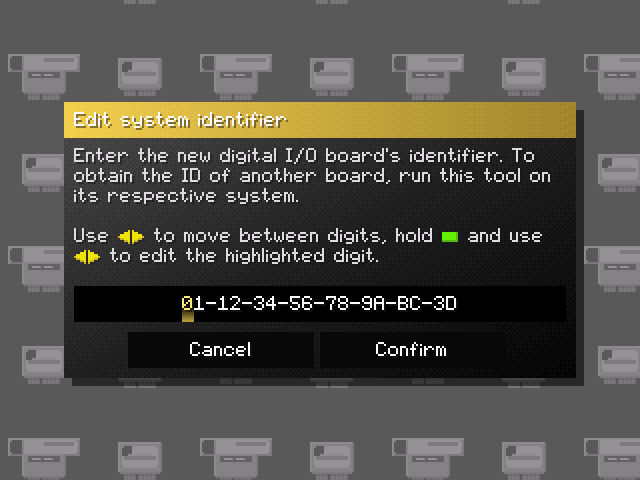 Edit system identifier
Enter the new digital I/O board's identifier. To
obtain the ID of another board, run this tool on
its respective system.
Use to move between digits, hold and use
to edit the highlighted digit.
01-12-34-56-78-9A-BC-3D
Cancel Confirm